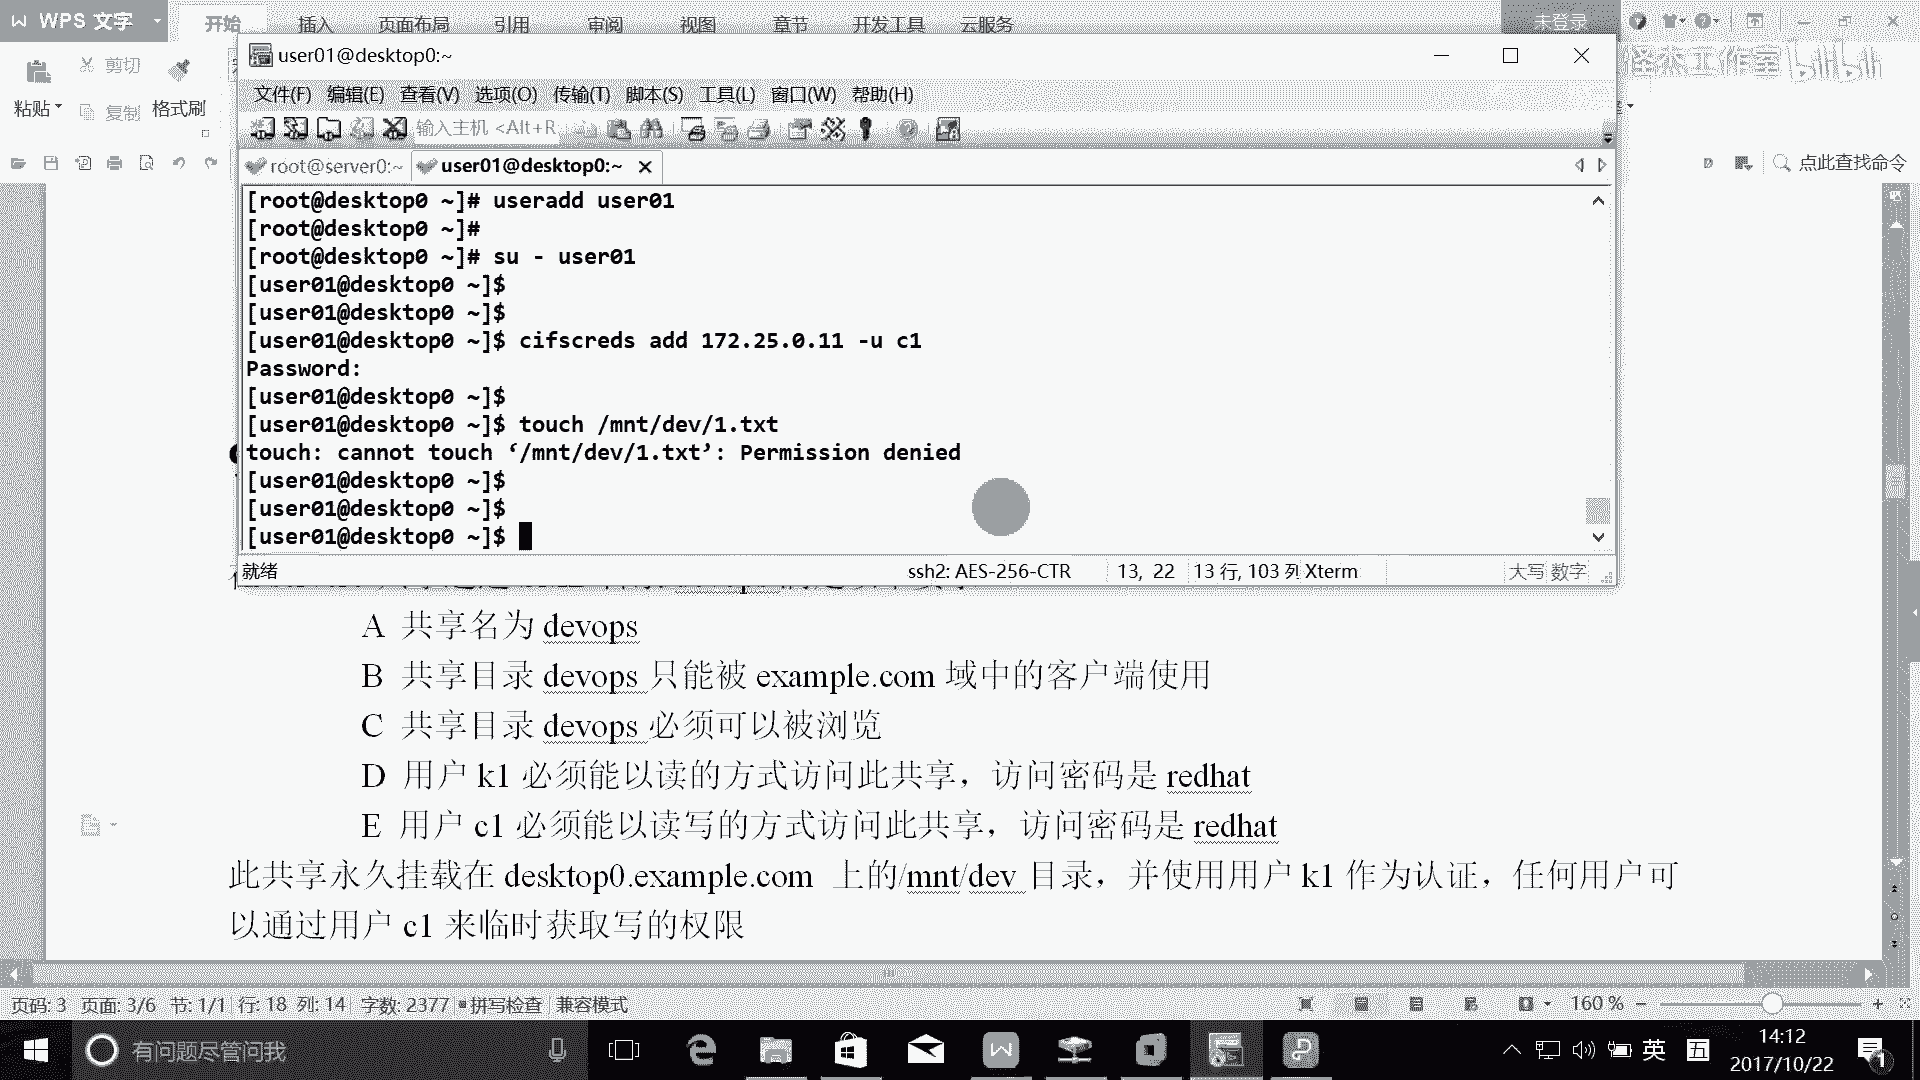 WPS 文字
开始 插入 页面布局 引用 审阅 视图 章节 开发工具 云服务
未登录
剪切
粘贴 复制 格式刷
圣杰工作室 bilibili
点此查找命令
user01@desktop0:~
文件(F) 编辑(E) 查看(V) 选项(O) 传输(T) 脚本(S) 工具(L) 窗口(W) 帮助(H)
输入主机 <Alt+R
root@server0:~ user01@desktop0:~
[root@desktop0 ~]# useradd user01
[root@desktop0 ~]#
[root@desktop0 ~]# su - user01
[user01@desktop0 ~]$
[user01@desktop0 ~]$
[user01@desktop0 ~]$ cifscreds add 172.25.0.11 -u c1
Password:
[user01@desktop0 ~]$
[user01@desktop0 ~]$ touch /mnt/dev/1.txt
touch: cannot touch ‘/mnt/dev/1.txt’: Permission denied
[user01@desktop0 ~]$
[user01@desktop0 ~]$
[user01@desktop0 ~]$
就绪 ssh2: AES-256-CTR 13, 22 13 行, 103 列 Xterm 大写 数字
A 共享名为 devops
B 共享目录 devops 只能被 example.com 域中的客户端使用
C 共享目录 devops 必须可以被浏览
D 用户 k1 必须能以读的方式访问此共享，访问密码是 redhat
E 用户 c1 必须能以读写的方式访问此共享，访问密码是 redhat
此共享永久挂载在 desktop0.example.com 上的/mnt/dev 目录，并使用用户 k1 作为认证，任何用户可
以通过用户 c1 来临时获取写的权限
页码: 3 页面: 3/6 节: 1/1 行: 18 列: 14 字数: 2377 拼写检查 兼容模式 160 %
有问题尽管问我
英 五
14:12
2017/10/22
1